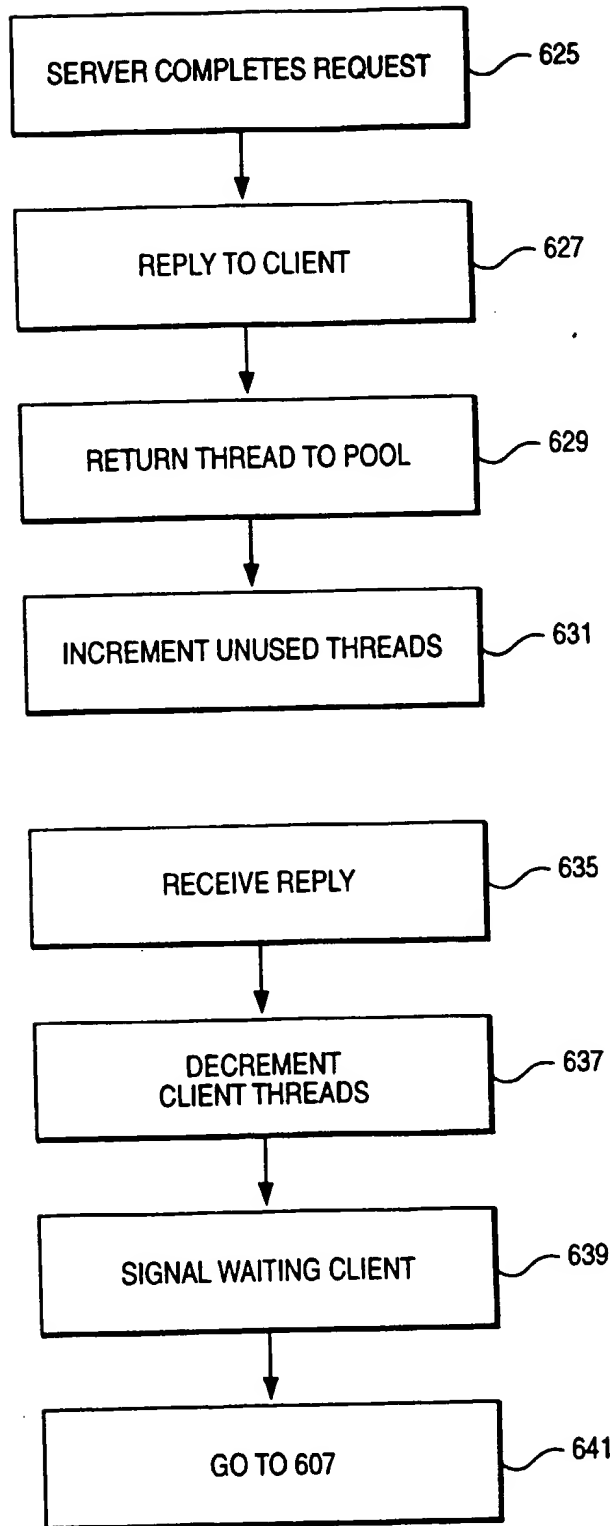 SERVER COMPLETES REQUEST
625
REPLY TO CLIENT
627
RETURN THREAD TO POOL
629
INCREMENT UNUSED THREADS
631
RECEIVE REPLY
635
DECREMENT
CLIENT THREADS
637
SIGNAL WAITING CLIENT
639
GO TO 607
641